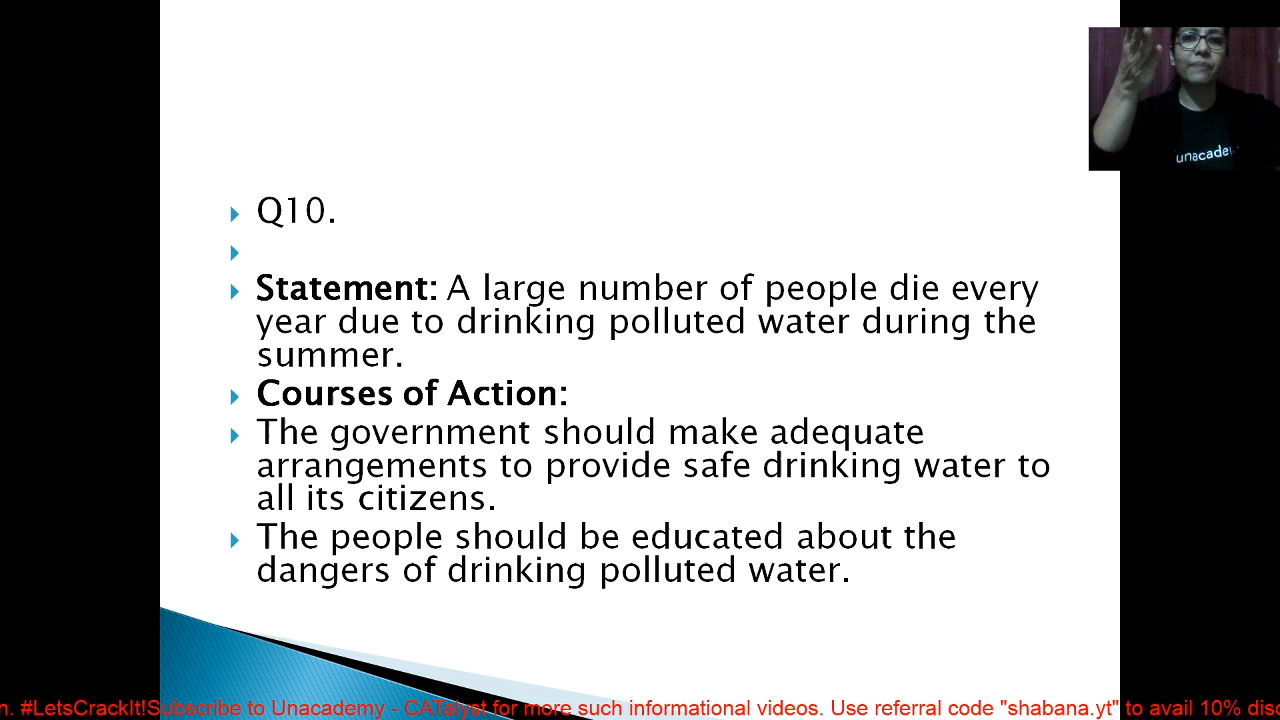 Q10.
Statement: A large number of people die every
year due to drinking polluted water during the
summer.
Courses of Action:
The government should make adequate
arrangements to provide safe drinking water to
all its citizens.
The people should be educated about the
dangers of drinking polluted water.
#LetsCrackIt!Subscribe to Unacademy - CATalyst for more such informational videos. Use referral code "shabana.yt" to avail 10%